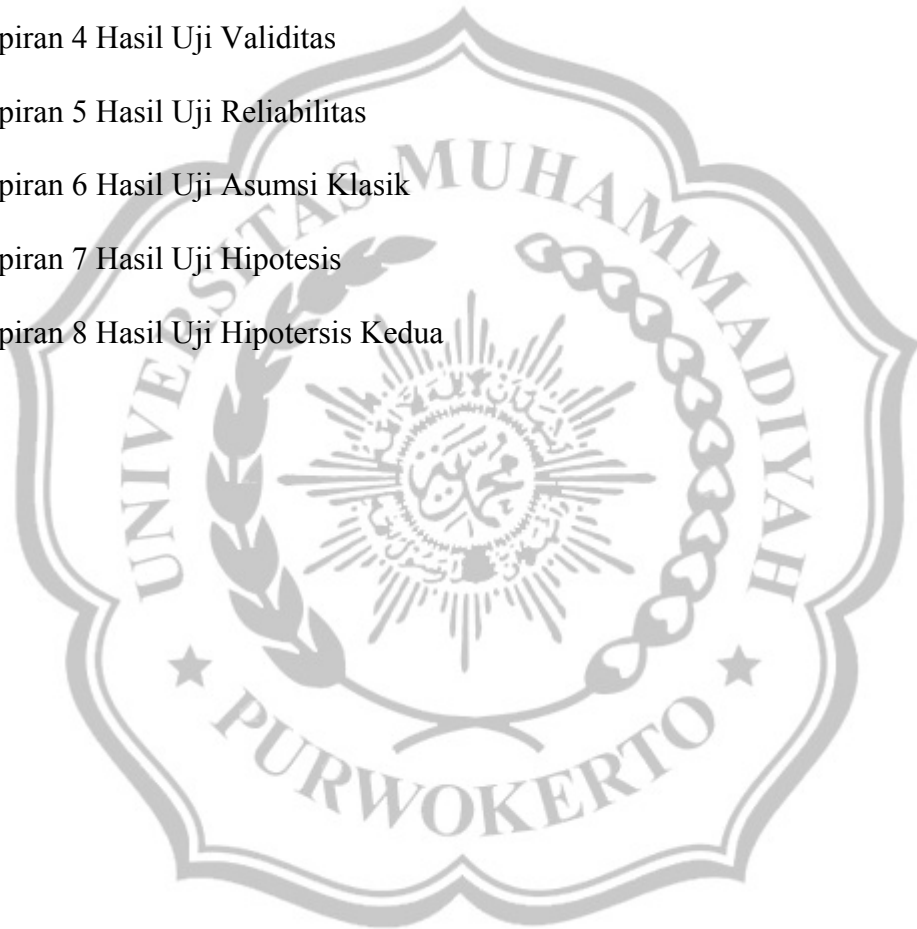 piran 4 Hasil Uji Validitas
piran 5 Hasil Uji Reliabilitas
piran 6 Hasil Uji Asumsi Klasik
piran 7 Hasil Uji Hipotesis
piran 8 Hasil Uji Hipotersis Kedua
UNIVERSITAS MUHAMMADIYAH
★ PURWOKERTO ★